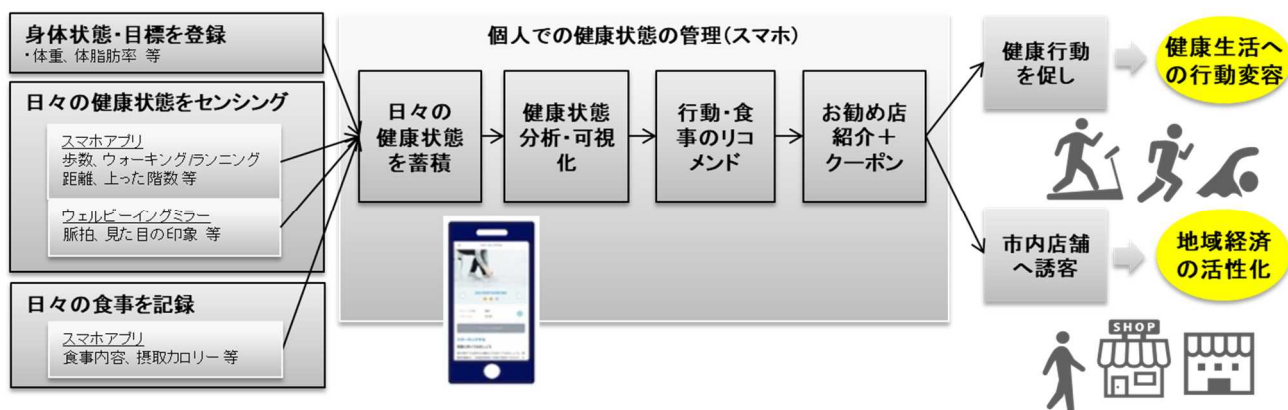 身体状態・目標を登録
・体重、体脂肪率 等
日々の健康状態をセンシング
スマホアプリ
歩数、ウォーキング/ランニング
距離、上った階数 等
ウェルビーイングミラー
脈拍、見た目の印象 等
日々の食事を記録
スマホアプリ
食事内容、摂取カロリー 等
個人での健康状態の管理(スマホ)
日々の
健康状態
を蓄積
健康状態
分析・可視
化
行動・食
事のリコ
メンド
お勧め店
紹介＋
クーポン
健康行動
を促し
健康生活へ
の行動変容
市内店舗
へ誘客
地域経済
の活性化
SHOP